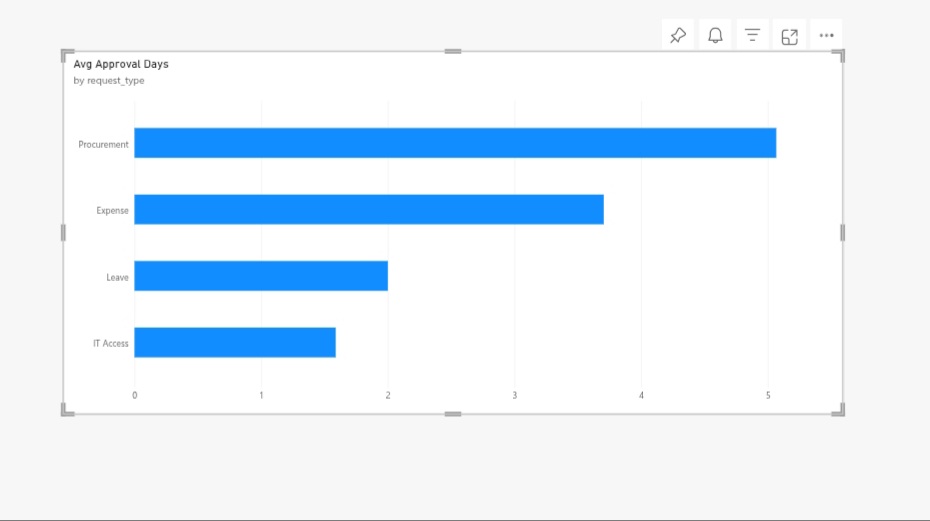 Avg Approval Days
by request_type
Procurement
Expense
Leave
IT Access
0 1 2 3 4 5